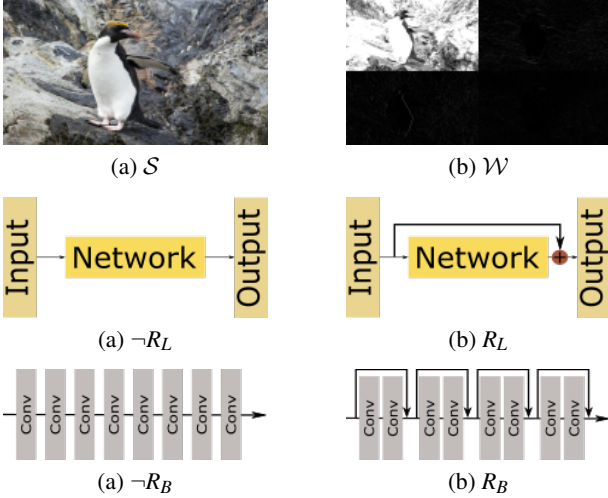 (a) 𝒮
(b) 𝒲
Input Network Output
Input Network + Output
(a) ¬R_L
(b) R_L
Conv Conv Conv Conv Conv Conv Conv Conv
Conv Conv Conv Conv Conv Conv Conv Conv
(a) ¬R_B
(b) R_B